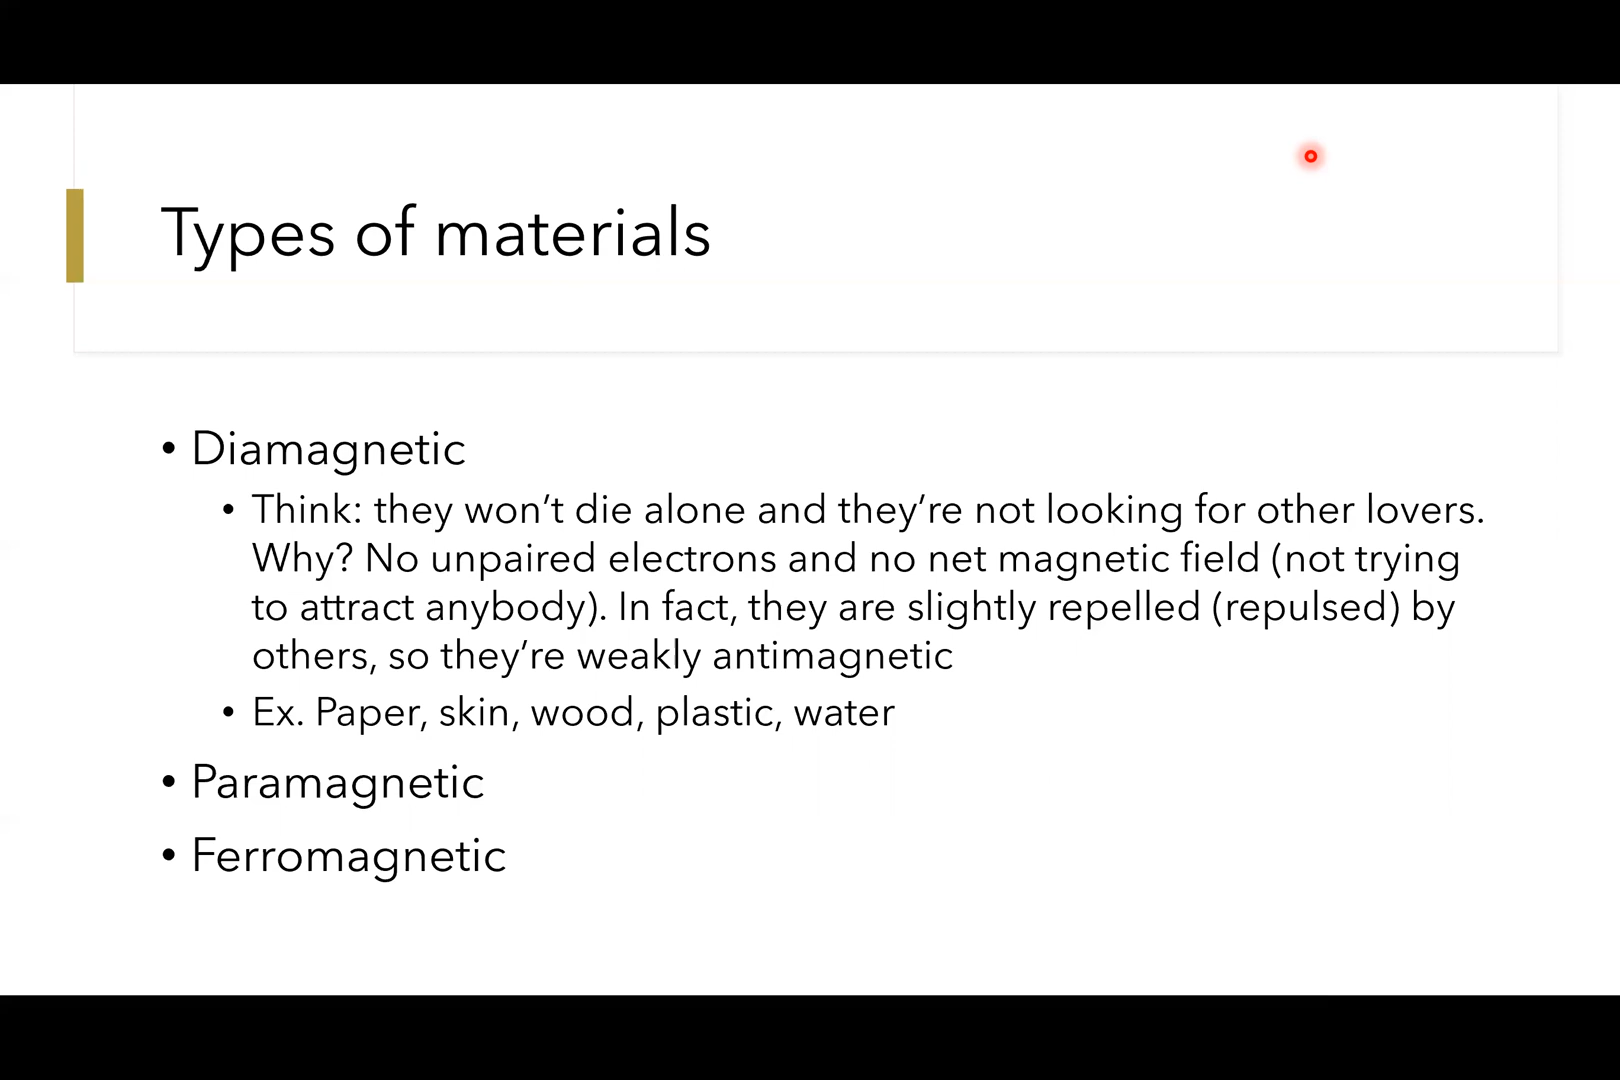 Types of materials
• Diamagnetic
• Think: they won’t die alone and they’re not looking for other lovers.
Why? No unpaired electrons and no net magnetic field (not trying
to attract anybody). In fact, they are slightly repelled (repulsed) by
others, so they’re weakly antimagnetic
• Ex. Paper, skin, wood, plastic, water
• Paramagnetic
• Ferromagnetic